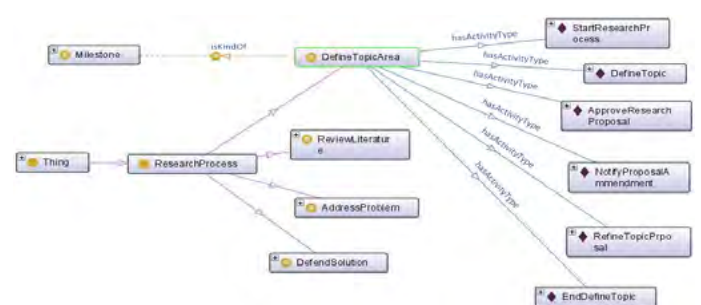 StartResearchPr
ocess
isKindOf
hasActivityType
Milestone
DefineTopicArea
hasActivityType
DefineTopic
hasActivityType
ApproveResearch
Proposal
hasActivityType
ReviewLiteratur
e
hasActivityType
Thing
ResearchProcess
NotifyProposalA
mmendment
hasActivityType
AddressProblem
RefineTopicPrpo
sal
DefendSolution
EndDefineTopic